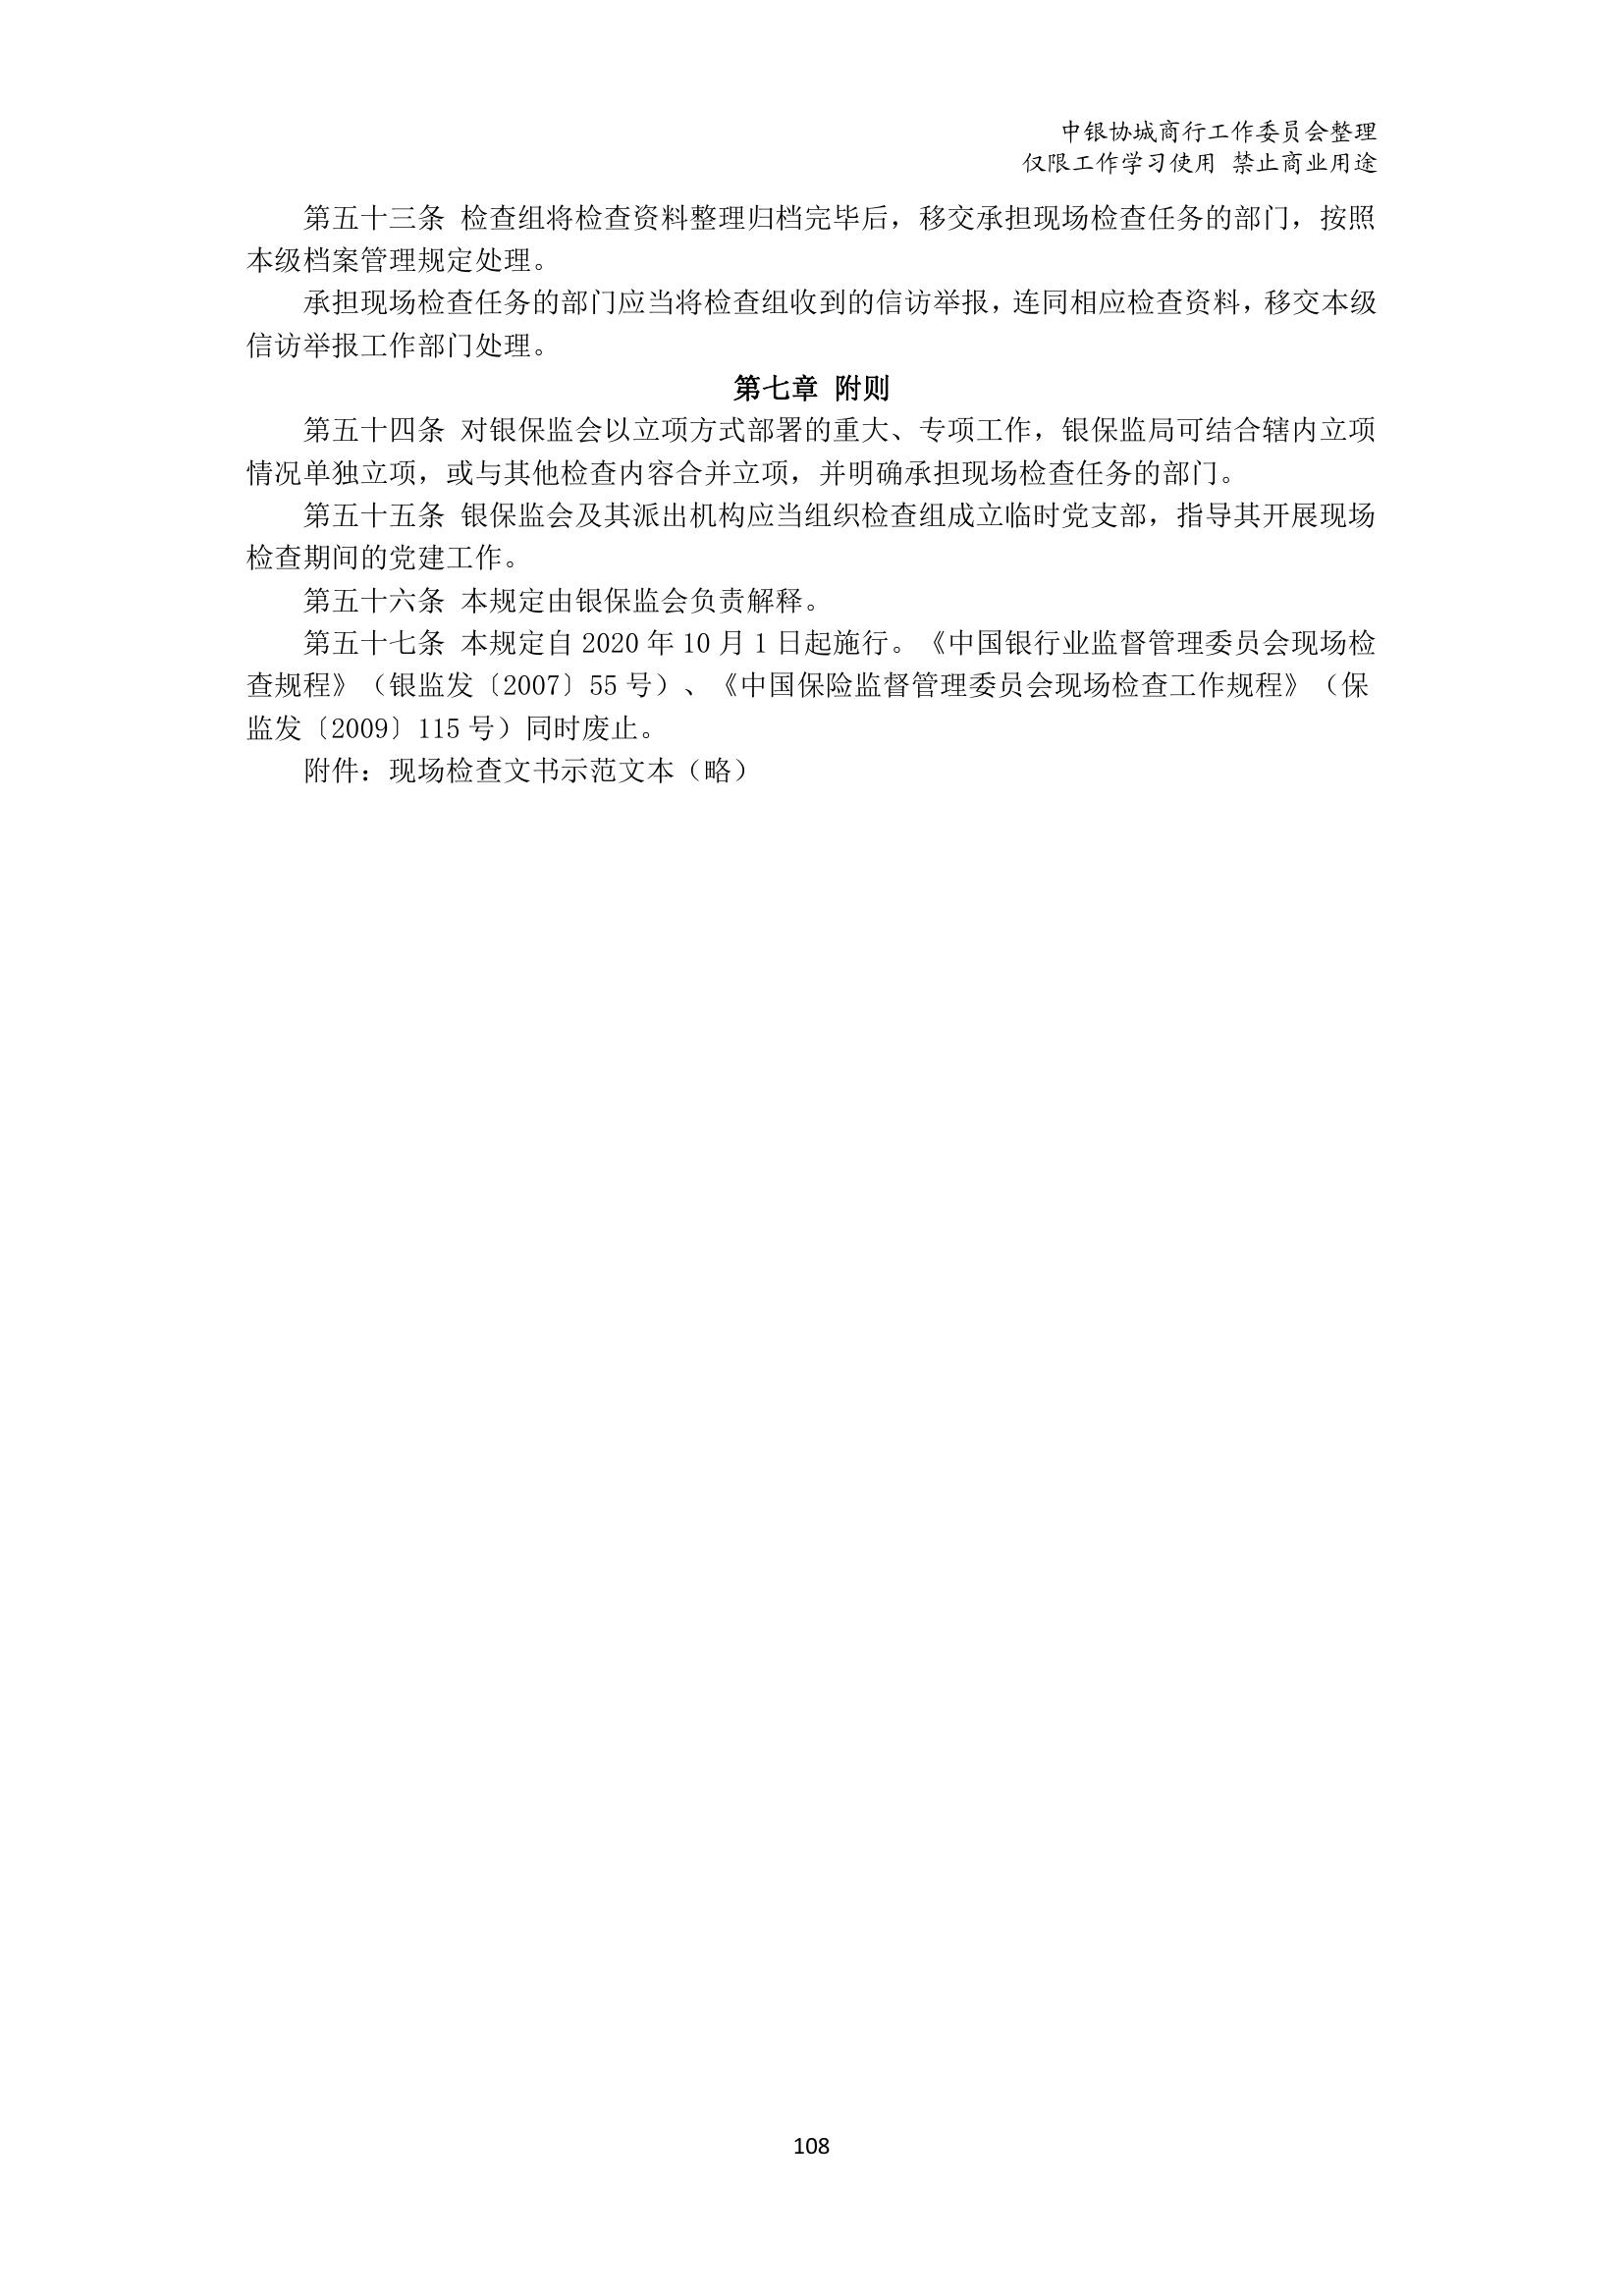 中银协城商行工作委员会整理
仅限工作学习使用 禁止商业用途
第五十三条 检查组将检查资料整理归档完毕后，移交承担现场检查任务的部门，按照
本级档案管理规定处理。
承担现场检查任务的部门应当将检查组收到的信访举报，连同相应检查资料，移交本级
信访举报工作部门处理。
第七章 附则
第五十四条 对银保监会以立项方式部署的重大、专项工作，银保监局可结合辖内立项
情况单独立项，或与其他检查内容合并立项，并明确承担现场检查任务的部门。
第五十五条 银保监会及其派出机构应当组织检查组成立临时党支部，指导其开展现场
检查期间的党建工作。
第五十六条 本规定由银保监会负责解释。
第五十七条 本规定自 2020 年 10 月 1 日起施行。《中国银行业监督管理委员会现场检
查规程》（银监发〔2007〕55 号）、《中国保险监督管理委员会现场检查工作规程》（保
监发〔2009〕115 号）同时废止。
附件：现场检查文书示范文本（略）
108